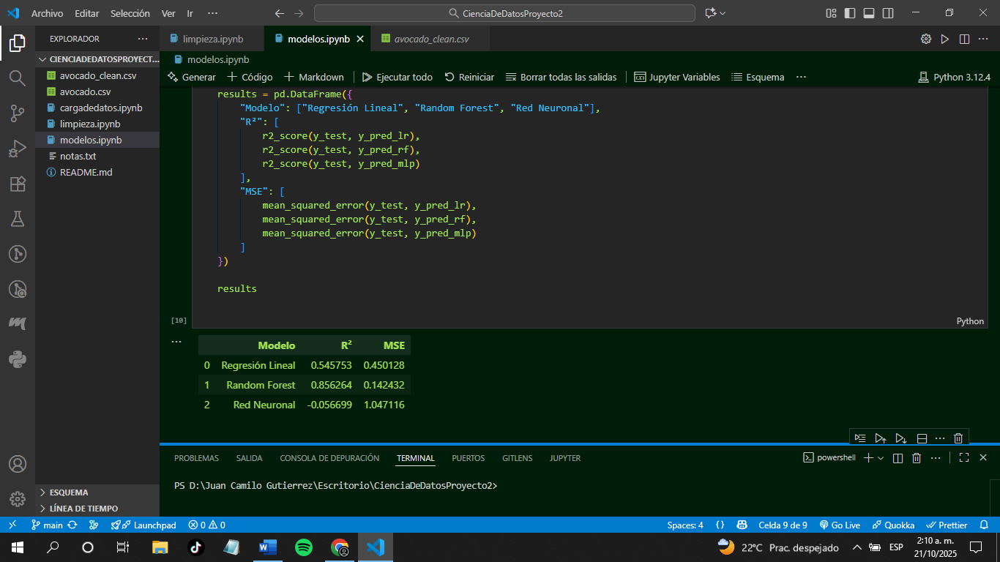 Archivo Editar Selección Ver Ir ··· CienciaDeDatosProyecto2
EXPLORADOR ···
limpieza.ipynb modelos.ipynb avocado_clean.csv
CIENCIADEDATOSPROYECT...
avocado_clean.csv
avocado.csv
cargadedatos.ipynb
limpieza.ipynb
modelos.ipynb
notas.txt
README.md
modelos.ipynb
Generar Código Markdown Ejecutar todo Reiniciar Borrar todas las salidas Jupyter Variables Esquema ··· Python 3.12.4
results = pd.DataFrame({
"Modelo": ["Regresión Lineal", "Random Forest", "Red Neuronal"],
"R²": [
r2_score(y_test, y_pred_lr),
r2_score(y_test, y_pred_rf),
r2_score(y_test, y_pred_mlp)
],
"MSE": [
mean_squared_error(y_test, y_pred_lr),
mean_squared_error(y_test, y_pred_rf),
mean_squared_error(y_test, y_pred_mlp)
]
})
results
[10] Python
Modelo R² MSE
0 Regresión Lineal 0.545753 0.450128
1 Random Forest 0.856264 0.142432
2 Red Neuronal -0.056699 1.047116
PROBLEMAS SALIDA CONSOLA DE DEPURACIÓN TERMINAL PUERTOS GITLENS JUPYTER powershell
PS D:\Juan Camilo Gutierrez\Escritorio\CienciaDeDatosProyecto2>
ESQUEMA
LÍNEA DE TIEMPO
main Launchpad 0 0 Spaces: 4 {} Celda 9 de 9 Go Live Quokka Prettier
22°C Prac. despejado ESP 2:10 a. m.
21/10/2025